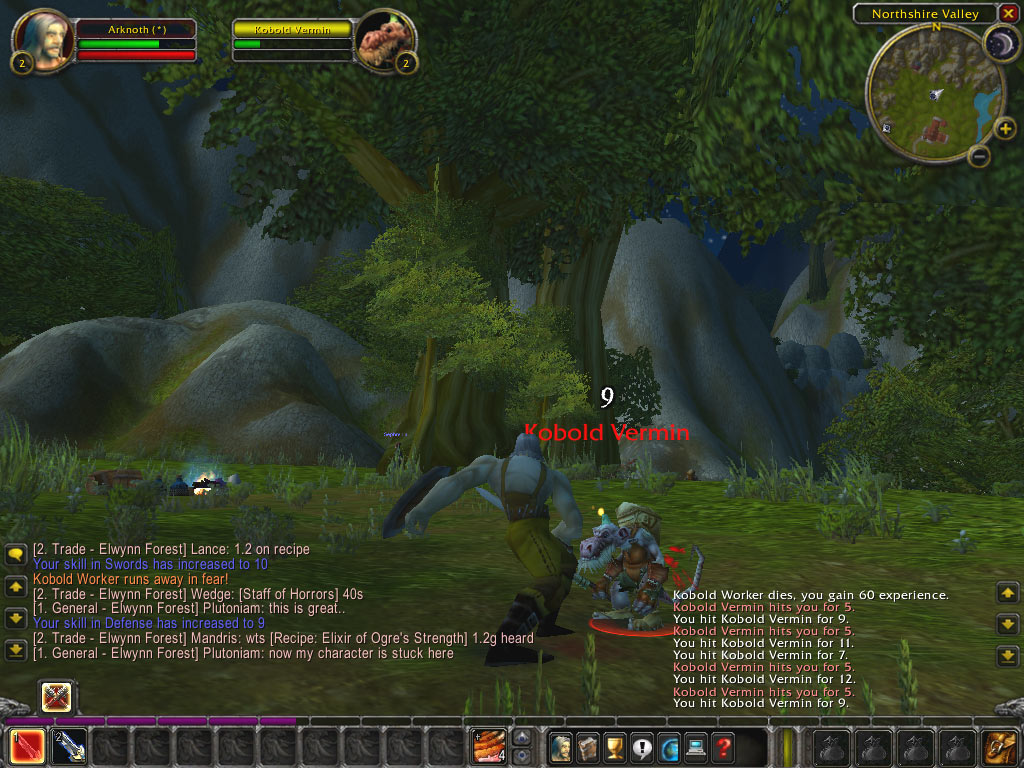 Arknoth (*)
2
Kobold Vermin
2
Northshire Valley
N
9
Kobold Vermin
[2. Trade - Elwynn Forest] Lance: 1.2 on recipe
Your skill in Swords has increased to 10
Kobold Worker runs away in fear!
[2. Trade - Elwynn Forest] Wedge: [Staff of Horrors] 40s
[1. General - Elwynn Forest] Plutoniam: this is great..
Your skill in Defense has increased to 9
[2. Trade - Elwynn Forest] Mandris: wts [Recipe: Elixir of Ogre's Strength] 1.2g heard
[1. General - Elwynn Forest] Plutoniam: now my character is stuck here
Kobold Worker dies, you gain 60 experience.
Kobold Vermin hits you for 5.
You hit Kobold Vermin for 9.
Kobold Vermin hits you for 5.
You hit Kobold Vermin for 11.
You hit Kobold Vermin for 7.
Kobold Vermin hits you for 5.
You hit Kobold Vermin for 12.
Kobold Vermin hits you for 5.
You hit Kobold Vermin for 9.
1
2
4